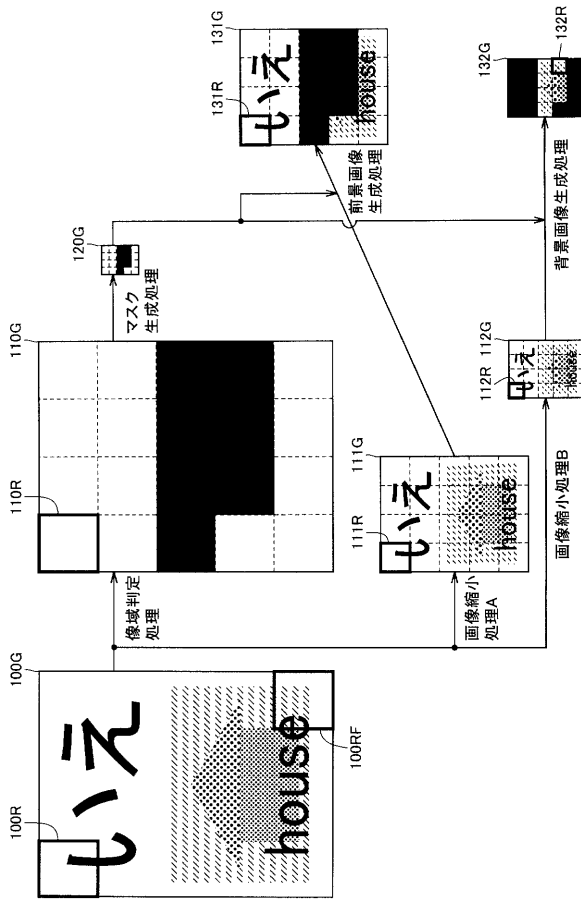 100R
100G
いえ
house
100RF
像域判定
処理
110R
110G
マスク
生成処理
120G
画像縮小
処理A
111R
111G
いえ
house
前景画像
生成処理
131R
131G
いえ
house
画像縮小処理B
112R
112G
いえ
house
背景画像生成処理
132G
132R